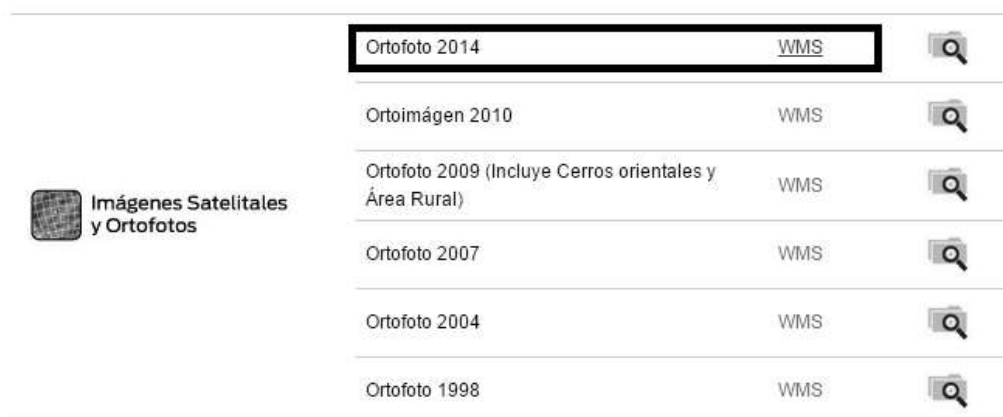 Ortofoto 2014 WMS
Ortoimágen 2010 WMS
Ortofoto 2009 (Incluye Cerros orientales y
Área Rural) WMS
Imágenes Satelitales
y Ortofotos
Ortofoto 2007 WMS
Ortofoto 2004 WMS
Ortofoto 1998 WMS